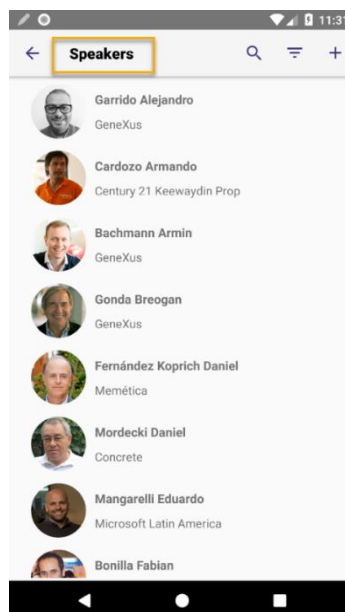 11:31
Speakers
Garrido Alejandro
GeneXus
Cardozo Armando
Century 21 Keewaydin Prop
Bachmann Armin
GeneXus
Gonda Breogan
GeneXus
Fernández Koprich Daniel
Memética
Mordecki Daniel
Concrete
Mangarelli Eduardo
Microsoft Latin America
Bonilla Fabian